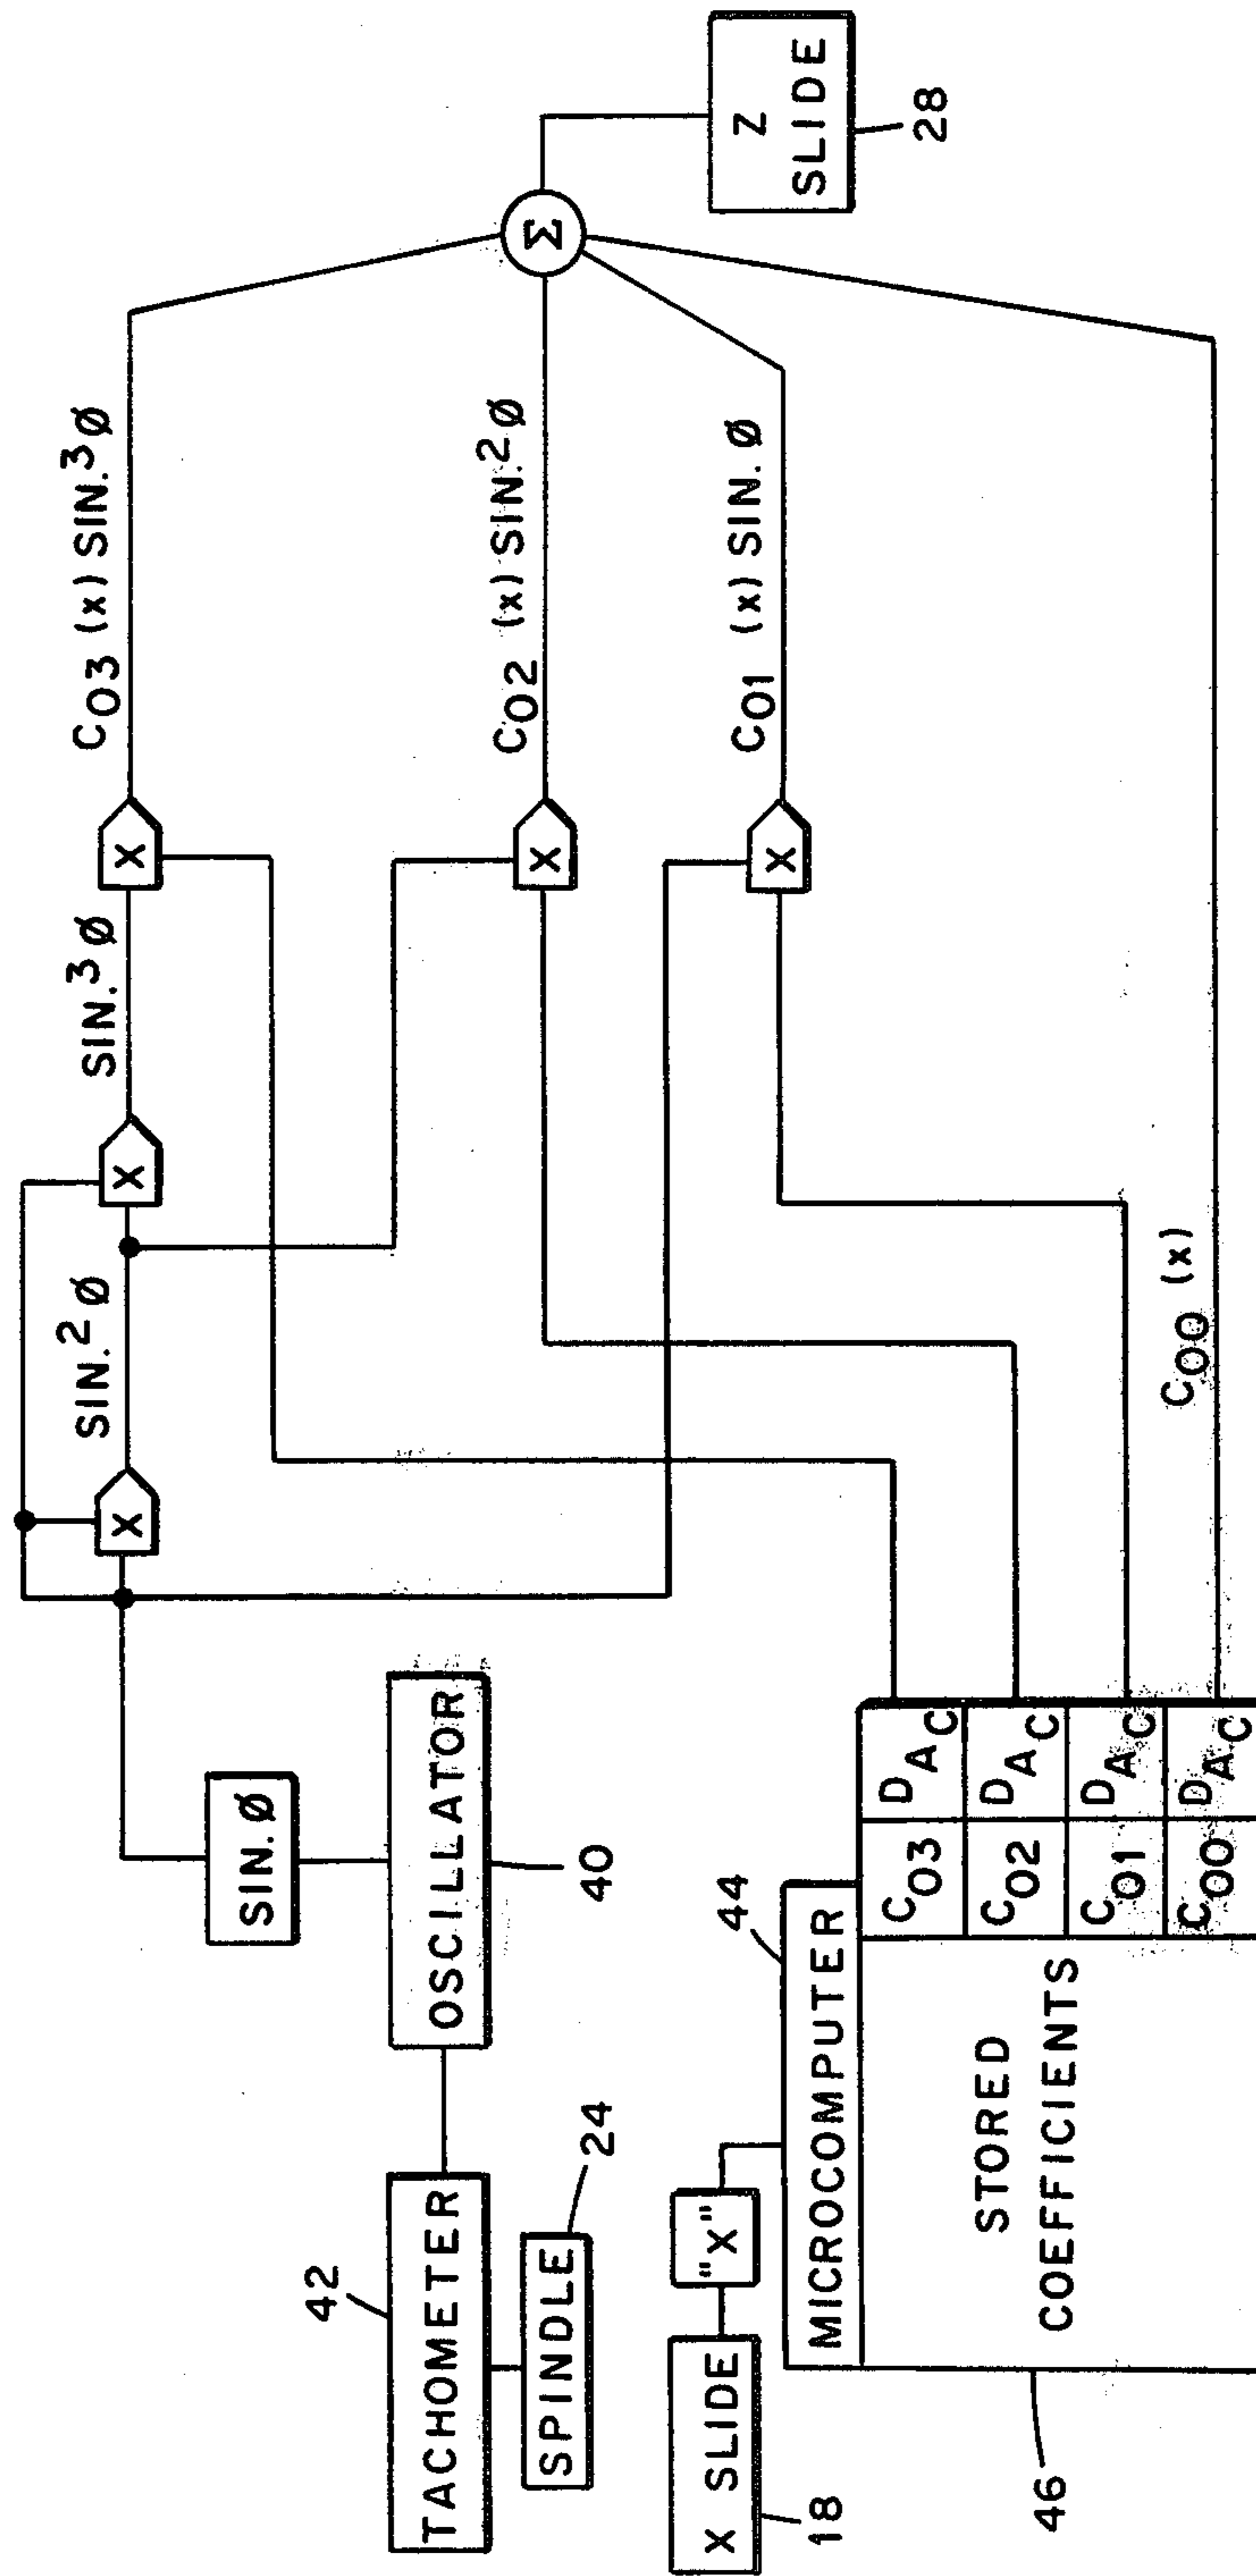 42
TACHOMETER
SPINDLE
24
OSCILLATOR
40
SIN. Ø
X
SIN.² Ø
X
SIN.³ Ø
X
C03 (x) SIN.³ Ø
X
C02 (x) SIN.² Ø
X
C01 (x) SIN. Ø
Σ
Z
SLIDE
28
X SLIDE
18
"X"
44
MICROCOMPUTER
STORED
COEFFICIENTS
46
C03 DAC
C02 DAC
C01 DAC
C00 DAC
C00 (x)